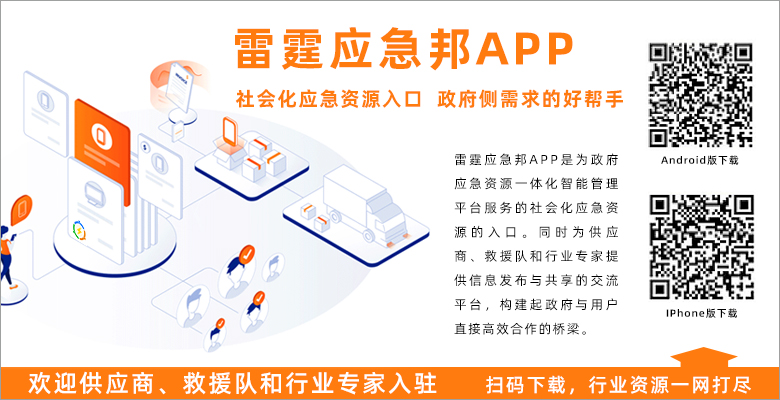 雷霆应急邦APP
社会化应急资源入口 政府侧需求的好帮手
雷霆应急邦APP是为政府
应急资源一体化智能管理
平台服务的社会化应急资
源的入口。同时为供应
商、救援队和行业专家提
供信息发布与共享的交流
平台，构建起政府与用户
直接高效合作的桥梁。
Android版下载
IPhone版下载
欢迎供应商、救援队和行业专家入驻
扫码下载，行业资源一网打尽